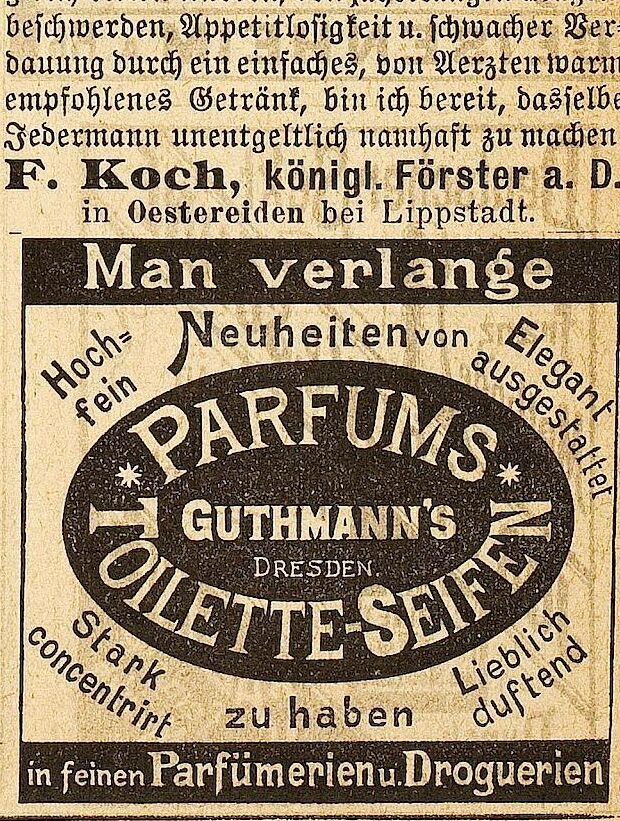 beschwerden, Appetitlosigkeit u. schwacher Ver-
dauung durch ein einfaches, von Aerzten warm
empfohlenes Getränk, bin ich bereit, dasselbe
Jedermann unentgeltlich namhaft zu machen
F. Koch, königl. Förster a. D.
in Oestereiden bei Lippstadt.
Man verlange
Neuheiten von
Hoch=
fein
Elegant
ausgestattet
PARFUMS
GUTHMANN'S
DRESDEN
TOILETTE-SEIFEN
Stark
concentrirt
Lieblich
duftend
zu haben
in feinen Parfümerien u. Droguerien